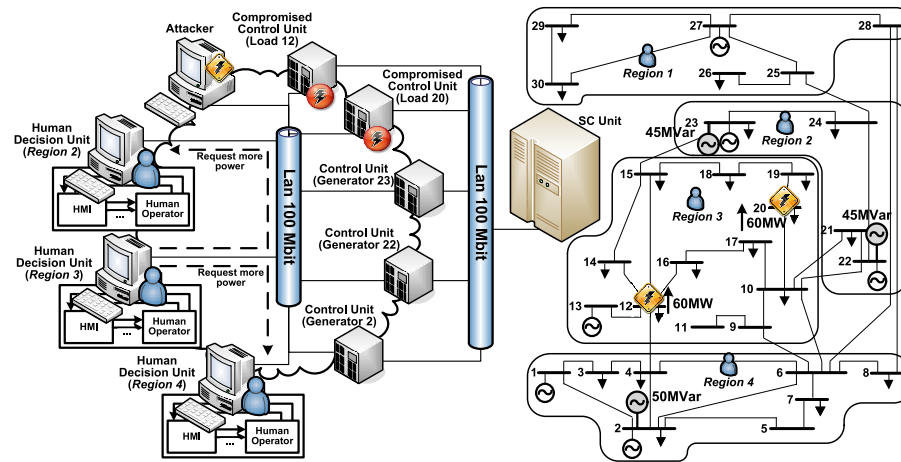 Attacker
Compromised
Control Unit
(Load 12)
Compromised
Control Unit
(Load 20)
Human
Decision Unit
(Region 2)
Request more
power
HMI
...
Human
Operator
Control Unit
(Generator 23)
SC Unit
Lan 100 Mbit
Lan 100 Mbit
Human
Decision Unit
(Region 3)
Request more
power
HMI
...
Human
Operator
Control Unit
(Generator 22)
Control Unit
(Generator 2)
Human
Decision Unit
(Region 4)
HMI
...
Human
Operator
29
27
28
Region 1
26
25
30
23
24
45MVar
Region 2
15
18
19
Region 3
20
60MW
45MVar
21
17
22
14
16
10
13
12
60MW
11
9
1
3
4
Region 4
6
8
50MVar
7
2
5